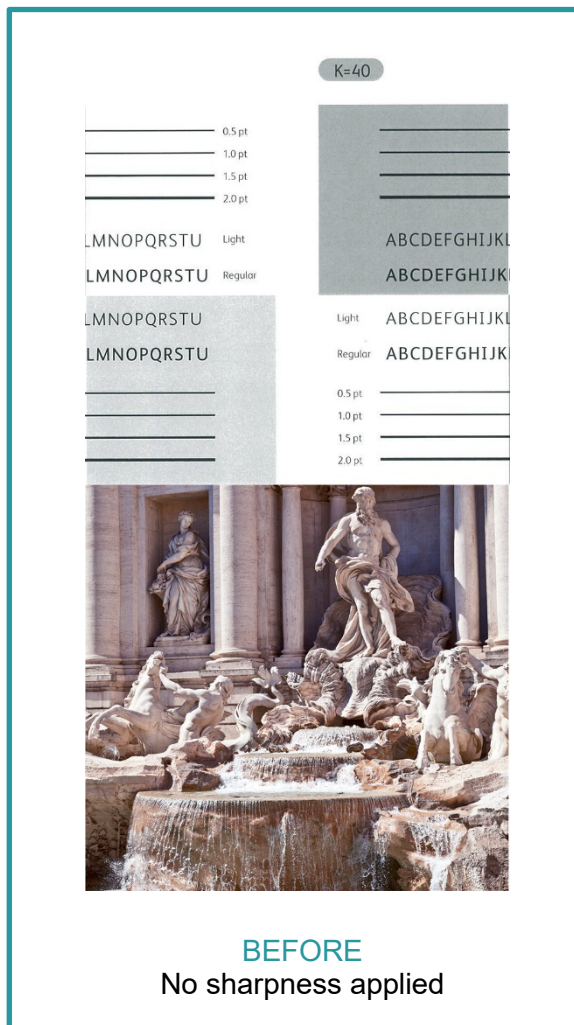 K=40
0.5 pt
1.0 pt
1.5 pt
2.0 pt
LMNOPQRSTU Light
LMNOPQRSTU Regular
ABCDEFGHIJKL
ABCDEFGHIJK
LMNOPQRSTU
LMNOPQRSTU
Light ABCDEFGHIJKL
Regular ABCDEFGHIJK
0.5 pt
1.0 pt
1.5 pt
2.0 pt
BEFORE
No sharpness applied